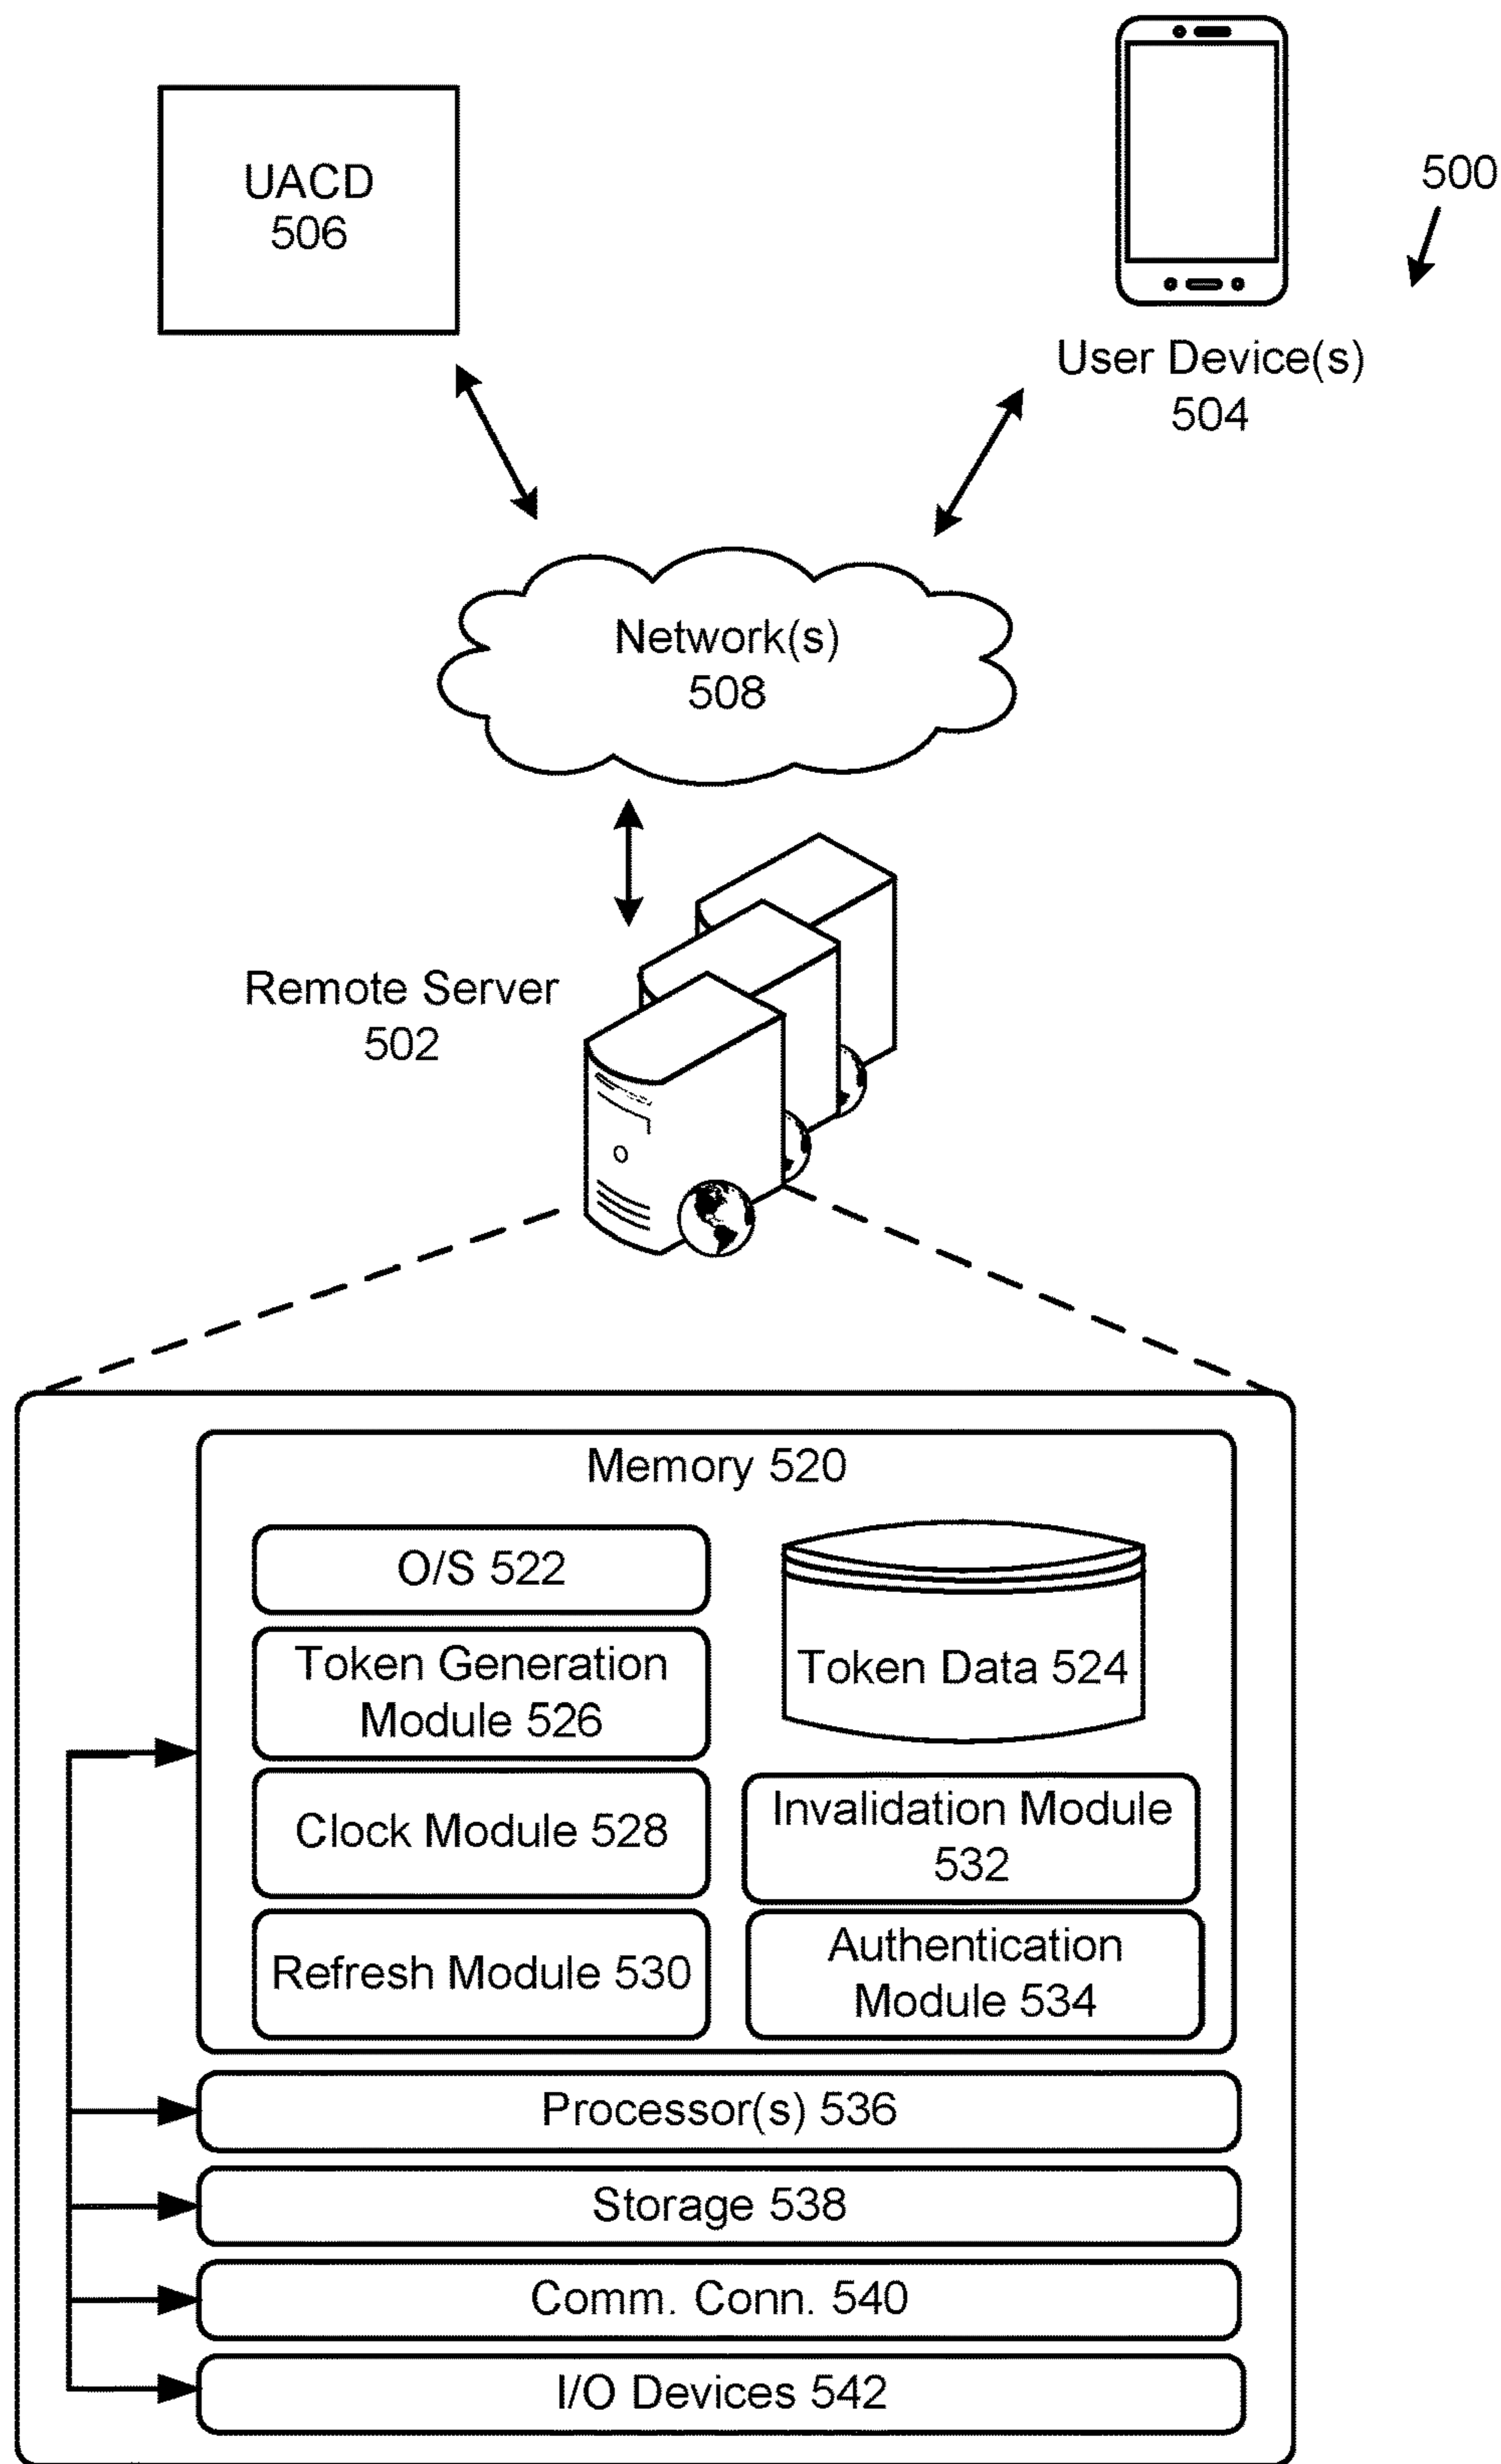 UACD
506
500
User Device(s)
504
Network(s)
508
Remote Server
502
Memory 520
O/S 522
Token Generation
Module 526
Token Data 524
Clock Module 528
Invalidation Module
532
Refresh Module 530
Authentication
Module 534
Processor(s) 536
Storage 538
Comm. Conn. 540
I/O Devices 542